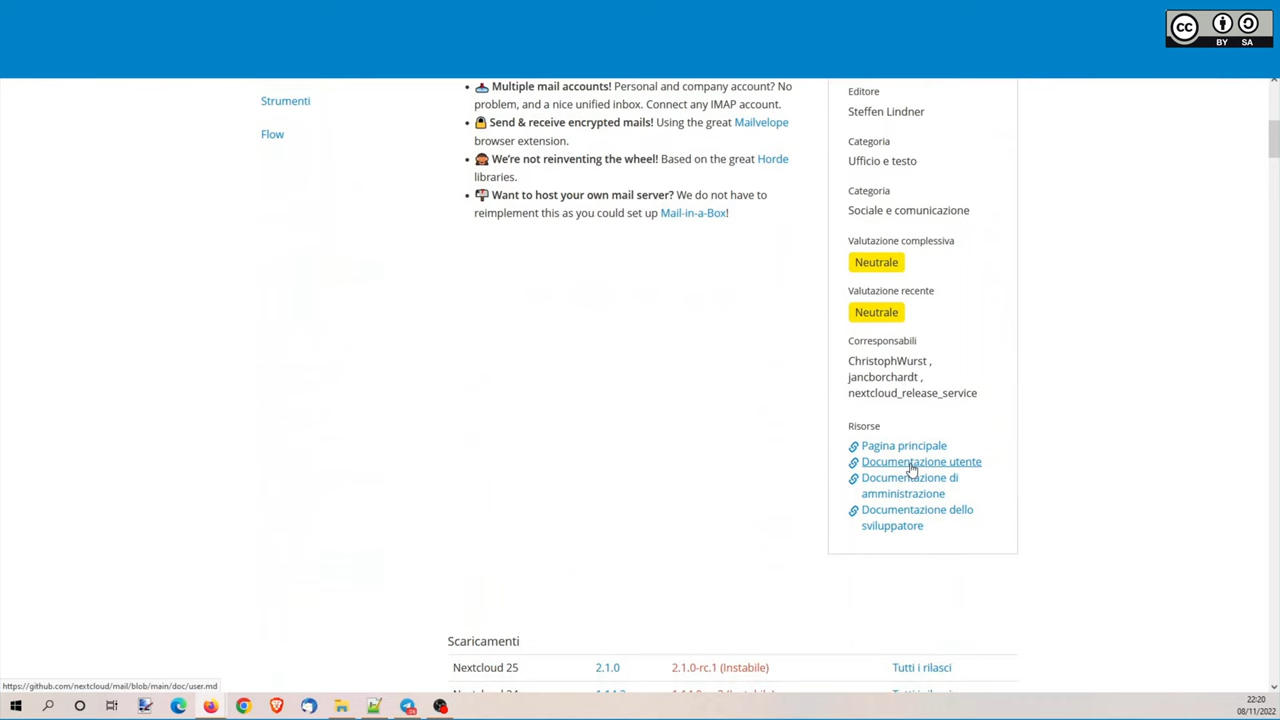 CC BY SA
Strumenti
Flow
Multiple mail accounts! Personal and company account? No
problem, and a nice unified inbox. Connect any IMAP account.
Send & receive encrypted mails! Using the great Mailvelope
browser extension.
We're not reinventing the wheel! Based on the great Horde
libraries.
Want to host your own mail server? We do not have to
reimplement this as you could set up Mail-in-a-Box!
Editore
Steffen Lindner
Categoria
Ufficio e testo
Categoria
Sociale e comunicazione
Valutazione complessiva
Neutrale
Valutazione recente
Neutrale
Corresponsabili
ChristophWurst ,
jancborchardt ,
nextcloud_release_service
Risorse
Pagina principale
Documentazione utente
Documentazione di
amministrazione
Documentazione dello
sviluppatore
Scaricamenti
Nextcloud 25 2.1.0 2.1.0-rc.1 (Instabile) Tutti i rilasci
https://github.com/nextcloud/mail/blob/main/doc/user.md
22:20
08/11/2022